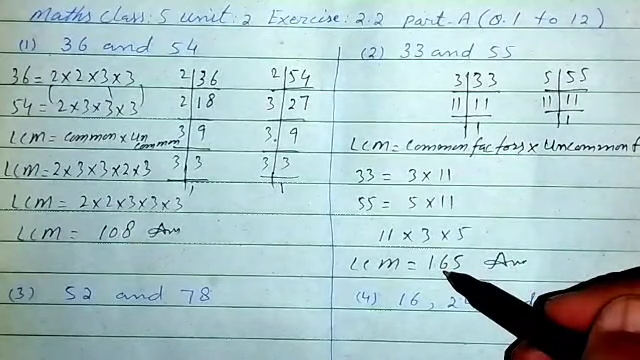 Maths Class: 5 unit: 2 Exercise: 2.2 part A (Q.1 to 12)
(1) 36 and 54
36 = 2×2×3×3
54 = 2×3×3×3
LCM = common × Un common
LCM = 2×3×3×2×3
LCM = 2×2×3×3×3
LCM = 108 Ans
2 36
2 18
3 9
3 3
1
2 54
3 27
3 9
3 3
1
(2) 33 and 55
3 33
11 11
1
5 55
11 11
1
LCM = Common factors × Uncommon f
33 = 3×11
55 = 5×11
11 × 3 × 5
LCM = 165 Ans
(3) 52 and 78
(4) 16, 2